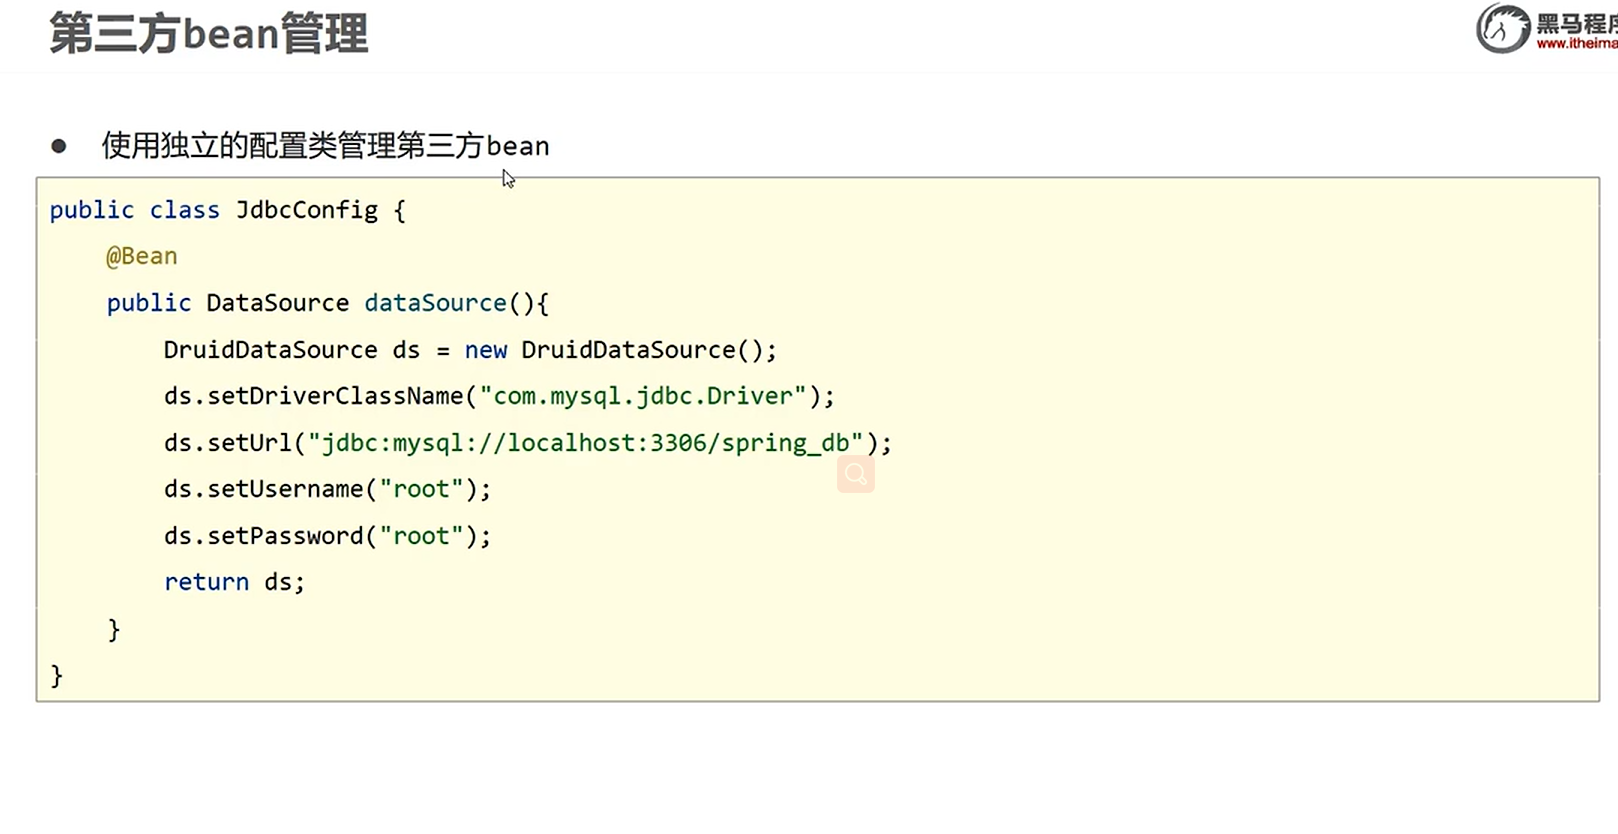 第三方bean管理
黑马程序
www.itheima
● 使用独立的配置类管理第三方bean
public class JdbcConfig {
@Bean
public DataSource dataSource(){
DruidDataSource ds = new DruidDataSource();
ds.setDriverClassName("com.mysql.jdbc.Driver");
ds.setUrl("jdbc:mysql://localhost:3306/spring_db");
ds.setUsername("root");
ds.setPassword("root");
return ds;
}
}